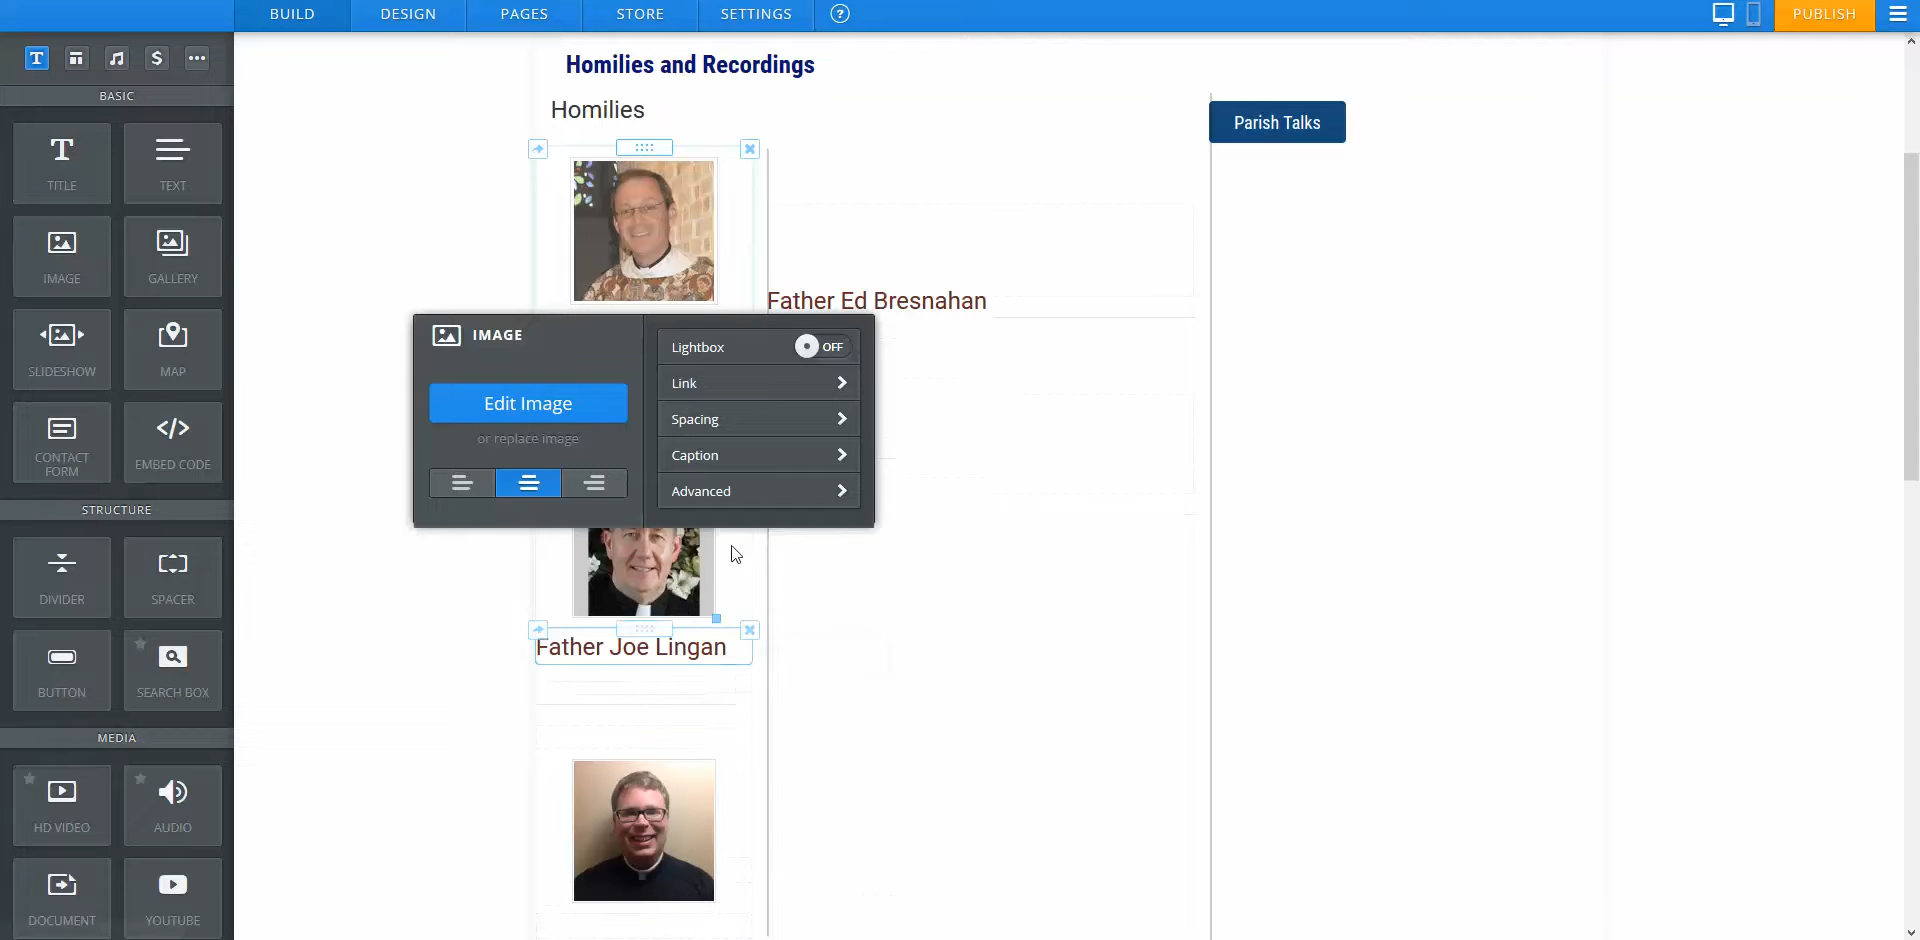 BUILD
DESIGN
PAGES
STORE
SETTINGS
?
PUBLISH
T
$
BASIC
T
TITLE
TEXT
IMAGE
GALLERY
SLIDESHOW
MAP
CONTACT
FORM
</>
EMBED CODE
STRUCTURE
DIVIDER
SPACER
BUTTON
SEARCH BOX
MEDIA
HD VIDEO
AUDIO
DOCUMENT
YOUTUBE
Homilies and Recordings
Homilies
Parish Talks
Father Ed Bresnahan
IMAGE
Edit Image
or replace image
Lightbox
OFF
Link
Spacing
Caption
Advanced
Father Joe Lingan